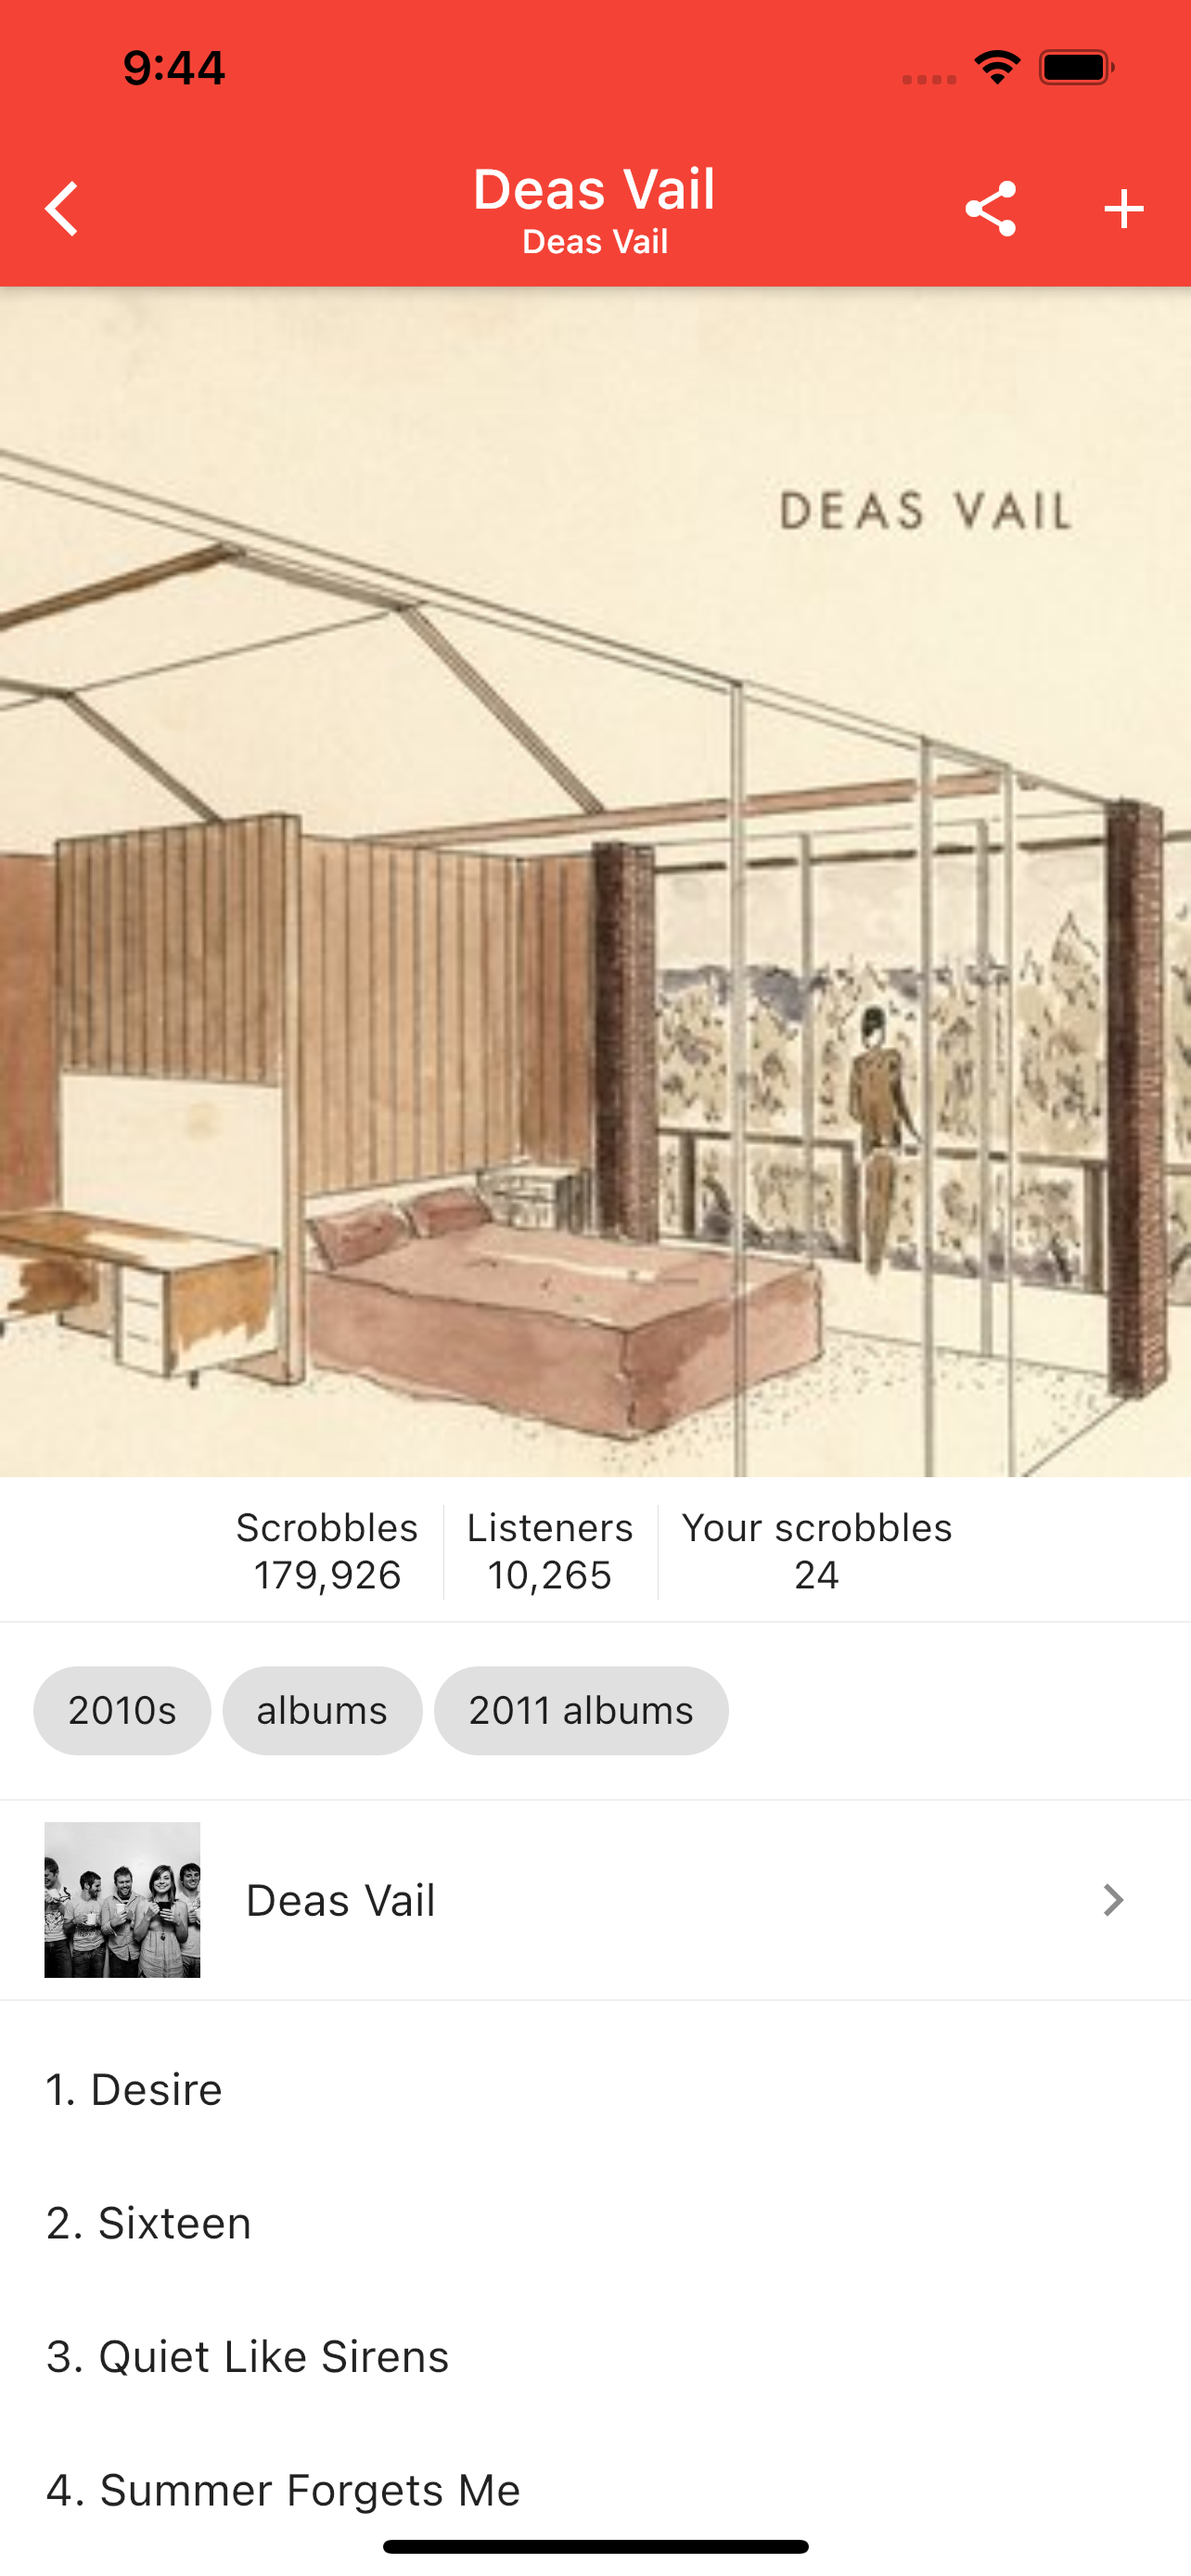 9:44
Deas Vail
Deas Vail
DEAS VAIL
Scrobbles
179,926
Listeners
10,265
Your scrobbles
24
2010s
albums
2011 albums
Deas Vail
1. Desire
2. Sixteen
3. Quiet Like Sirens
4. Summer Forgets Me